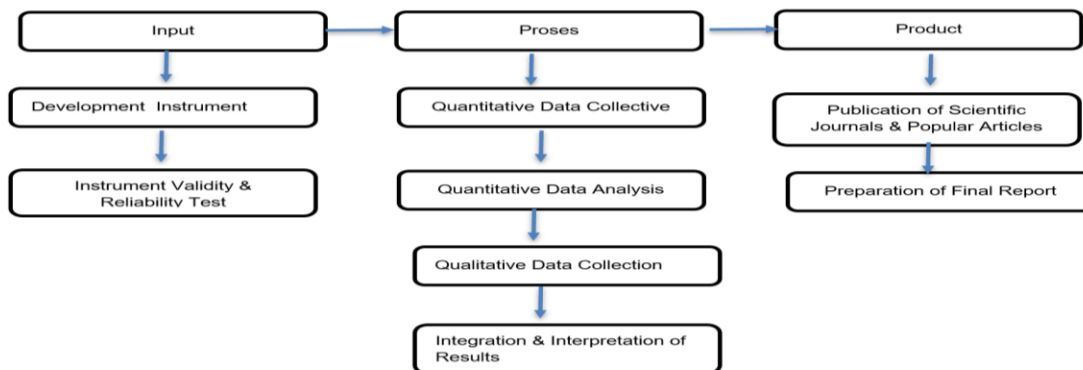 Input
Proses
Product
Development Instrument
Instrument Validity &
Reliability Test
Quantitative Data Collective
Quantitative Data Analysis
Qualitative Data Collection
Integration & Interpretation of
Results
Publication of Scientific
Journals & Popular Articles
Preparation of Final Report